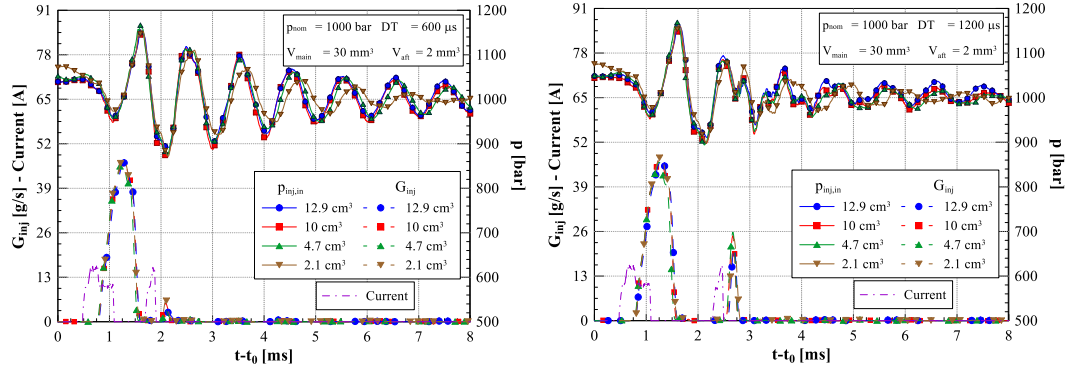 91
78
65
52
39
26
13
0
G_inj [g/s] - Current [A]
p_nom = 1000 bar DT = 600 μs
V_main = 30 mm³ V_aft = 2 mm³
p_inj,in G_inj
12.9 cm³ 12.9 cm³
10 cm³ 10 cm³
4.7 cm³ 4.7 cm³
2.1 cm³ 2.1 cm³
Current
1200
1100
1000
900
800
700
600
500
p [bar]
0 1 2 3 4 5 6 7 8
t-t_0 [ms]
91
78
65
52
39
26
13
0
G_inj [g/s] - Current [A]
p_nom = 1000 bar DT = 1200 μs
V_main = 30 mm³ V_aft = 2 mm³
p_inj,in G_inj
12.9 cm³ 12.9 cm³
10 cm³ 10 cm³
4.7 cm³ 4.7 cm³
2.1 cm³ 2.1 cm³
Current
1200
1100
1000
900
800
700
600
500
p [bar]
0 1 2 3 4 5 6 7 8
t-t_0 [ms]